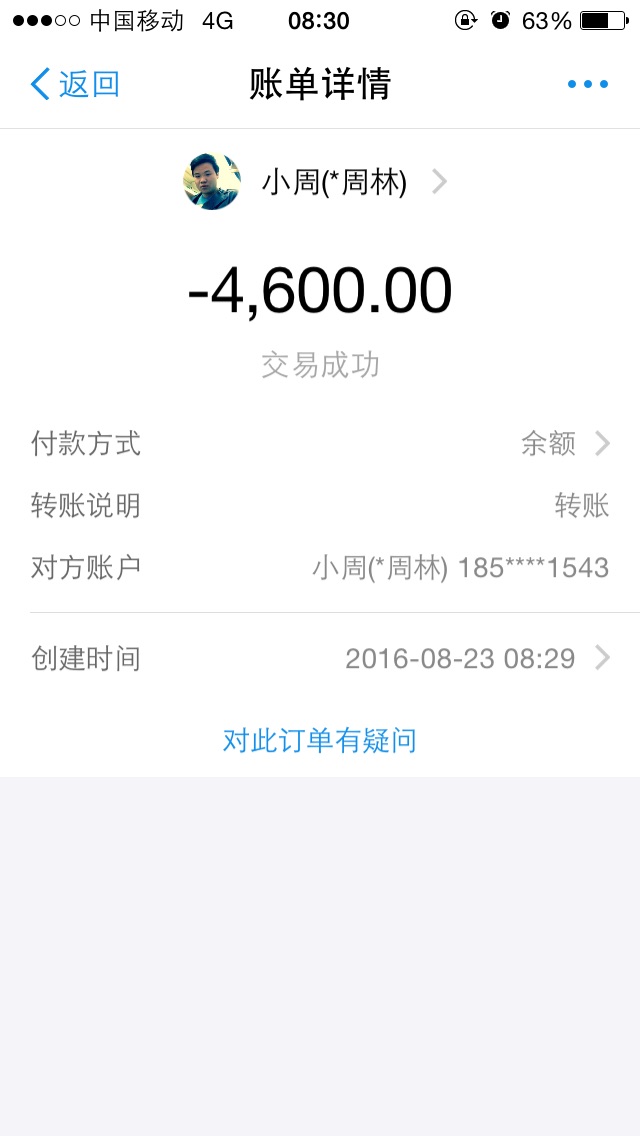 中国移动 4G 08:30 63%
返回 账单详情
小周(*周林)
-4,600.00
交易成功
付款方式 余额
转账说明 转账
对方账户 小周(*周林) 185****1543
创建时间 2016-08-23 08:29
对此订单有疑问